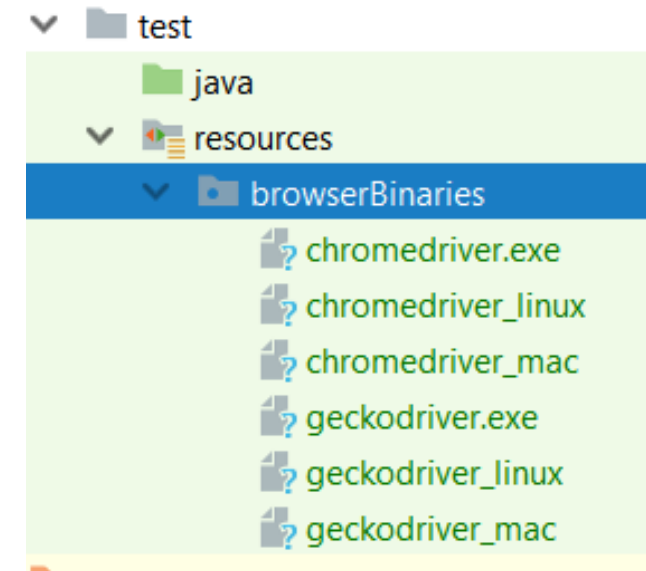 test
java
resources
browserBinaries
chromedriver.exe
chromedriver_linux
chromedriver_mac
geckodriver.exe
geckodriver_linux
geckodriver_mac